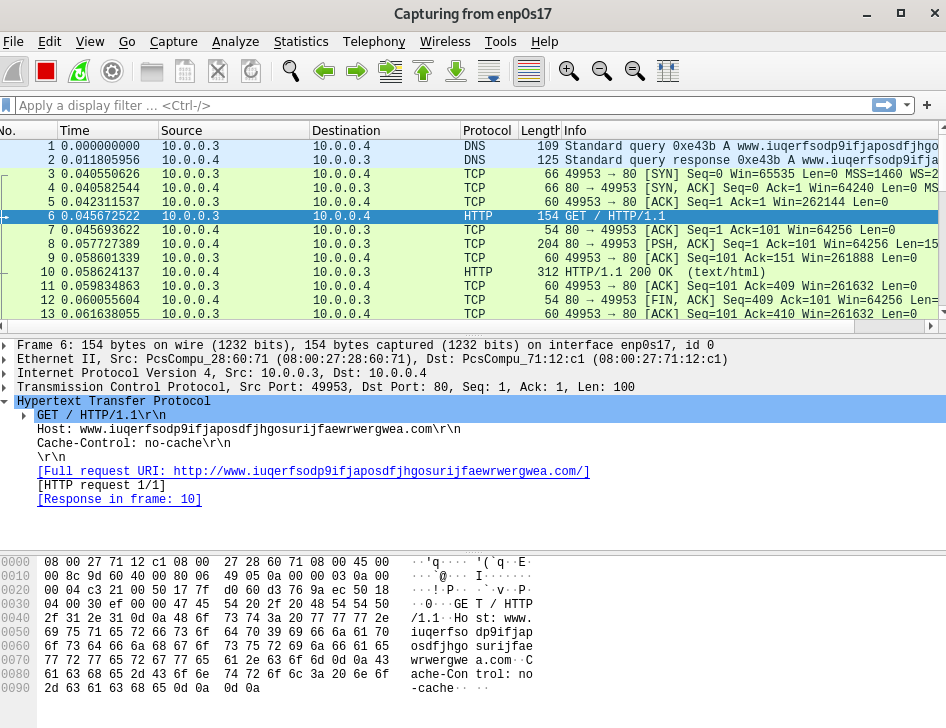 Capturing from enp0s17
File Edit View Go Capture Analyze Statistics Telephony Wireless Tools Help
Apply a display filter ... <Ctrl-/>
No. Time Source Destination Protocol Length Info
1 0.000000000 10.0.0.3 10.0.0.4 DNS 109 Standard query 0xe43b A www.iuqerfsodp9ifjaposdfjhgo
2 0.011805956 10.0.0.4 10.0.0.3 DNS 125 Standard query response 0xe43b A www.iuqerfsodp9ifja
3 0.040550626 10.0.0.3 10.0.0.4 TCP 66 49953 → 80 [SYN] Seq=0 Win=65535 Len=0 MSS=1460 WS=2
4 0.040582544 10.0.0.4 10.0.0.3 TCP 66 80 → 49953 [SYN, ACK] Seq=0 Ack=1 Win=64240 Len=0 MS
5 0.042311537 10.0.0.3 10.0.0.4 TCP 60 49953 → 80 [ACK] Seq=1 Ack=1 Win=262144 Len=0
6 0.045672522 10.0.0.3 10.0.0.4 HTTP 154 GET / HTTP/1.1
7 0.045693622 10.0.0.4 10.0.0.3 TCP 54 80 → 49953 [ACK] Seq=1 Ack=101 Win=64256 Len=0
8 0.057727389 10.0.0.4 10.0.0.3 TCP 204 80 → 49953 [PSH, ACK] Seq=1 Ack=101 Win=64256 Len=15
9 0.058601339 10.0.0.3 10.0.0.4 TCP 60 49953 → 80 [ACK] Seq=101 Ack=151 Win=261888 Len=0
10 0.058624137 10.0.0.4 10.0.0.3 HTTP 312 HTTP/1.1 200 OK (text/html)
11 0.059834863 10.0.0.3 10.0.0.4 TCP 60 49953 → 80 [ACK] Seq=101 Ack=409 Win=261632 Len=0
12 0.060055604 10.0.0.4 10.0.0.3 TCP 54 80 → 49953 [FIN, ACK] Seq=409 Ack=101 Win=64256 Len=
13 0.061638055 10.0.0.3 10.0.0.4 TCP 60 49953 → 80 [ACK] Seq=101 Ack=410 Win=261632 Len=0
Frame 6: 154 bytes on wire (1232 bits), 154 bytes captured (1232 bits) on interface enp0s17, id 0
Ethernet II, Src: PcsCompu_28:60:71 (08:00:27:28:60:71), Dst: PcsCompu_71:12:c1 (08:00:27:71:12:c1)
Internet Protocol Version 4, Src: 10.0.0.3, Dst: 10.0.0.4
Transmission Control Protocol, Src Port: 49953, Dst Port: 80, Seq: 1, Ack: 1, Len: 100
Hypertext Transfer Protocol
GET / HTTP/1.1\r\n
Host: www.iuqerfsodp9ifjaposdfjhgosurijfaewrwergwea.com\r\n
Cache-Control: no-cache\r\n
\r\n
[Full request URI: http://www.iuqerfsodp9ifjaposdfjhgosurijfaewrwergwea.com/]
[HTTP request 1/1]
[Response in frame: 10]
0000 08 00 27 71 12 c1 08 00 27 28 60 71 08 00 45 00 ··'q···· '(`q··E·
0010 00 8c 9d 60 40 00 80 06 49 05 0a 00 00 03 0a 00 ···`@··· I·······
0020 00 04 c3 21 00 50 17 7f d0 60 d3 76 9a ec 50 18 ···!·P·· ·`·v··P·
0030 04 00 30 ef 00 00 47 45 54 20 2f 20 48 54 54 50 ··0···GE T / HTTP
0040 2f 31 2e 31 0d 0a 48 6f 73 74 3a 20 77 77 77 2e /1.1··Ho st: www.
0050 69 75 71 65 72 66 73 6f 64 70 39 69 66 6a 61 70 iuqerfso dp9ifjap
0060 6f 73 64 66 6a 68 67 6f 73 75 72 69 6a 66 61 65 osdfjhgo surijfae
0070 77 72 77 65 72 67 77 65 61 2e 63 6f 6d 0d 0a 43 wrwergwe a.com··C
0080 61 63 68 65 2d 43 6f 6e 74 72 6f 6c 3a 20 6e 6f ache-Con trol: no
0090 2d 63 61 63 68 65 0d 0a 0d 0a -cache·· ··